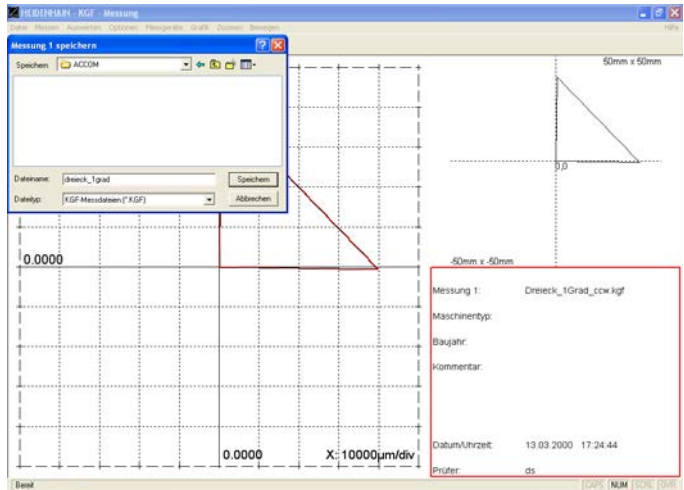 HEIDENHAIN - KGF - Messung
Datei Messen Auswerten Optionen Messgeräte Grafik Zoomen Bewegen Hilfe
Messung 1 speichern
Speichern ACCOM
Dateiname: dreieck_1grad Speichern
Dateityp: KGF-Messdateien (*.KGF) Abbrechen
50mm x 50mm
0,0
-50mm x -50mm
0.0000
0.0000 X: 10000µm/div
Messung 1: Dreieck_1Grad_ccw.kgf
Maschinentyp:
Baujahr:
Kommentar:
Datum/Uhrzeit: 13.03.2000 17:24:44
Prüfer: ds
Bereit CAPS NUM SCRL OVR